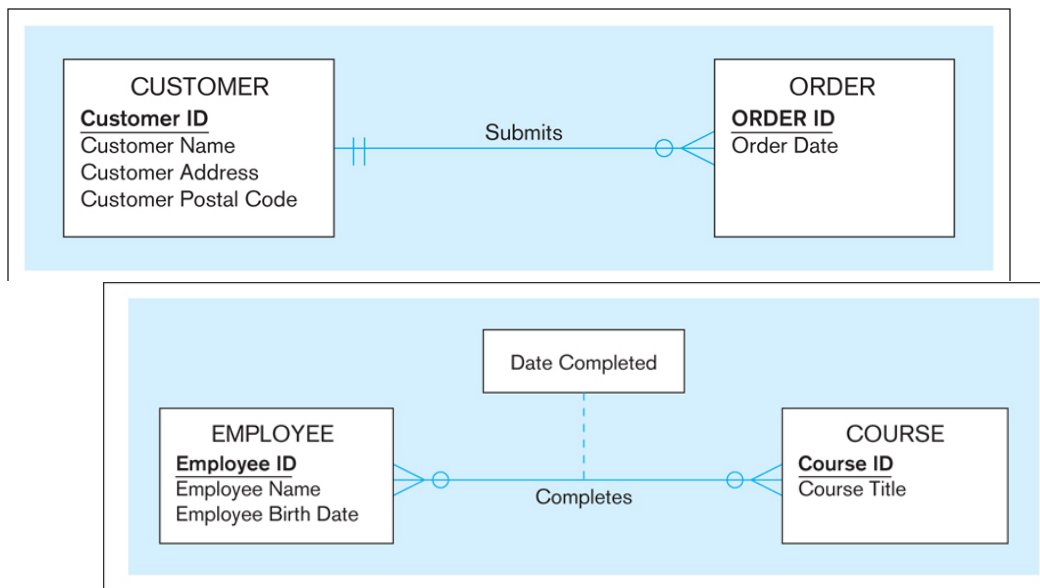 CUSTOMER
Customer ID
Customer Name
Customer Address
Customer Postal Code
Submits
ORDER
ORDER ID
Order Date
Date Completed
EMPLOYEE
Employee ID
Employee Name
Employee Birth Date
Completes
COURSE
Course ID
Course Title